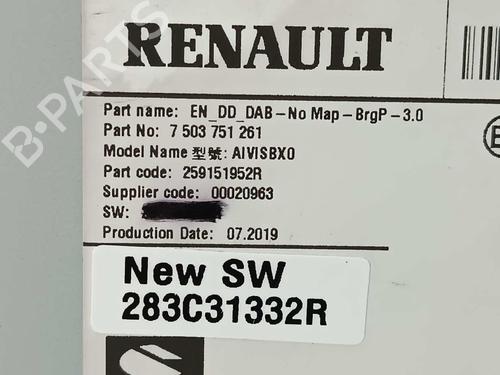 RENAULT
Part name: EN_DD_DAB-No Map-BrgP-3.0
Part No: 7 503 751 261
Model Name 型號: AIVISBX0
Part code: 259151952R
Supplier code: 00020963
SW:
Production Date: 07.2019
New SW
283C31332R
B-PARTS